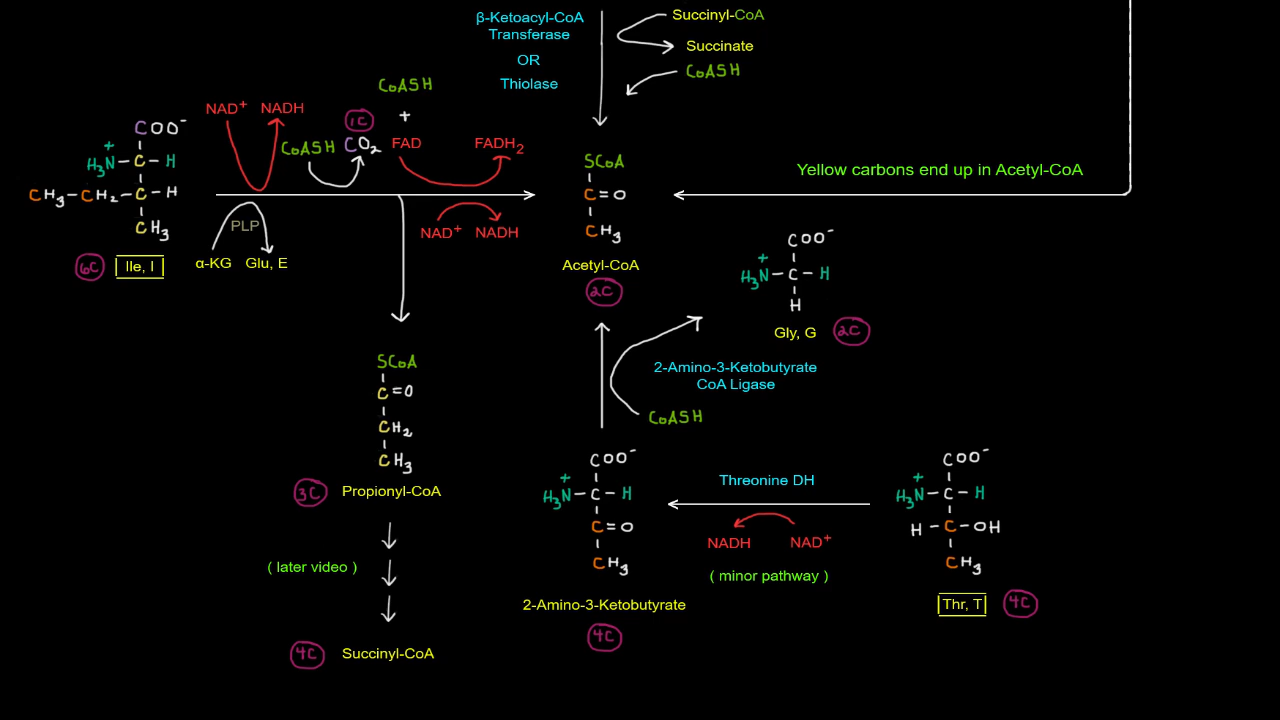 β-Ketoacyl-CoA
Transferase
OR
Thiolase
Succinyl-CoA
Succinate
CoASH
CoASH
+
NAD⁺ NADH
CoASH
1C
CO₂
FAD FADH₂
NAD⁺ NADH
COO⁻
H₃N⁺–C–H
CH₃–CH₂–C–H
CH₃
6C
Ile, I
PLP
α-KG Glu, E
SCoA
C=O
CH₃
Acetyl-CoA
2C
Yellow carbons end up in Acetyl-CoA
COO⁻
H₃N⁺–C–H
H
Gly, G
2C
2-Amino-3-Ketobutyrate
CoA Ligase
CoASH
SCoA
C=O
CH₂
CH₃
3C
Propionyl-CoA
( later video )
4C
Succinyl-CoA
COO⁻
H₃N⁺–C–H
C=O
CH₃
2-Amino-3-Ketobutyrate
4C
Threonine DH
NADH NAD⁺
( minor pathway )
COO⁻
H₃N⁺–C–H
H–C–OH
CH₃
Thr, T
4C